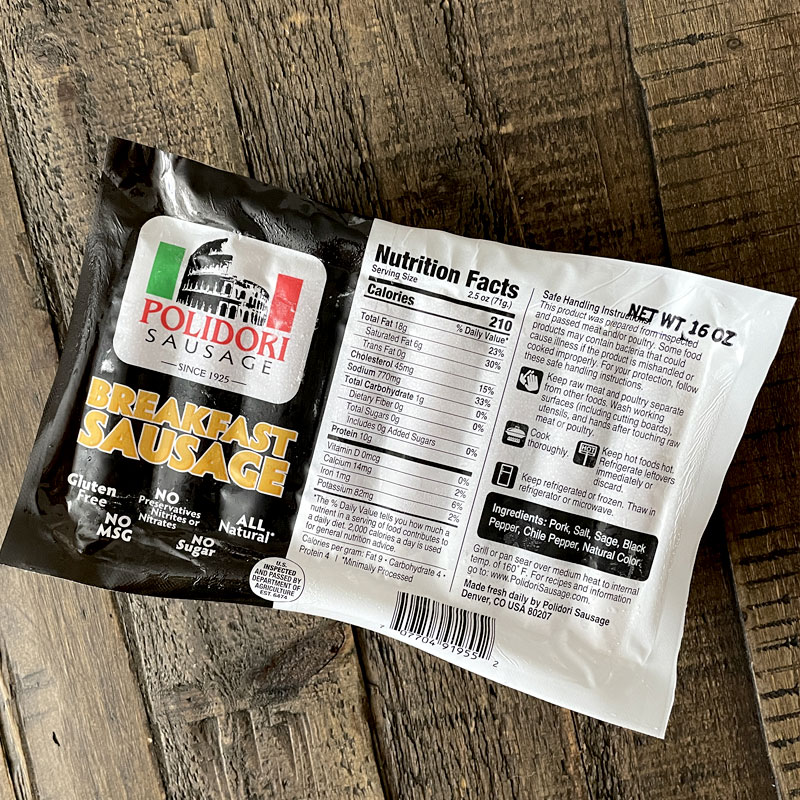 POLIDORI
SAUSAGE
SINCE 1925
BREAKFAST
SAUSAGE
Gluten
Free
NO
Preservatives
Nitrites or
Nitrates
ALL
Natural*
NO
MSG
NO
Sugar
U.S.
INSPECTED
AND PASSED BY
DEPARTMENT OF
AGRICULTURE
EST. 6474
Nutrition Facts
Serving Size 2.5 oz (71g.)
Calories 210
% Daily Value*
Total Fat 18g 23%
Saturated Fat 6g 30%
Trans Fat 0g
Cholesterol 45mg 15%
Sodium 770mg 33%
Total Carbohydrate 1g 0%
Dietary Fiber 0g 0%
Total Sugars 0g
Includes 0g Added Sugars 0%
Protein 10g
Vitamin D 0mcg 0%
Calcium 14mg 2%
Iron 1mg 6%
Potassium 82mg 2%
*The % Daily Value tells you how much a
nutrient in a serving of food contributes to
a daily diet. 2,000 calories a day is used
for general nutrition advice.
Calories per gram: Fat 9 • Carbohydrate 4 •
Protein 4 | *Minimally Processed
Safe Handling Instructions
NET WT. 16 OZ
This product was prepared from inspected
and passed meat and/or poultry. Some food
products may contain bacteria that could
cause illness if the product is mishandled or
cooked improperly. For your protection, follow
these safe handling instructions.
Keep raw meat and poultry separate
from other foods. Wash working
surfaces (including cutting boards),
utensils, and hands after touching raw
meat or poultry.
Cook
thoroughly.
Keep hot foods hot.
Refrigerate leftovers
immediately or
discard.
Keep refrigerated or frozen. Thaw in
refrigerator or microwave.
Ingredients: Pork, Salt, Sage, Black
Pepper, Chile Pepper, Natural Color.
Grill or pan sear over medium heat to internal
temp. of 160° F. For recipes and information
go to: www.PolidoriSausage.com.
Made fresh daily by Polidori Sausage
Denver, CO USA 80207
7 07704 91955 2